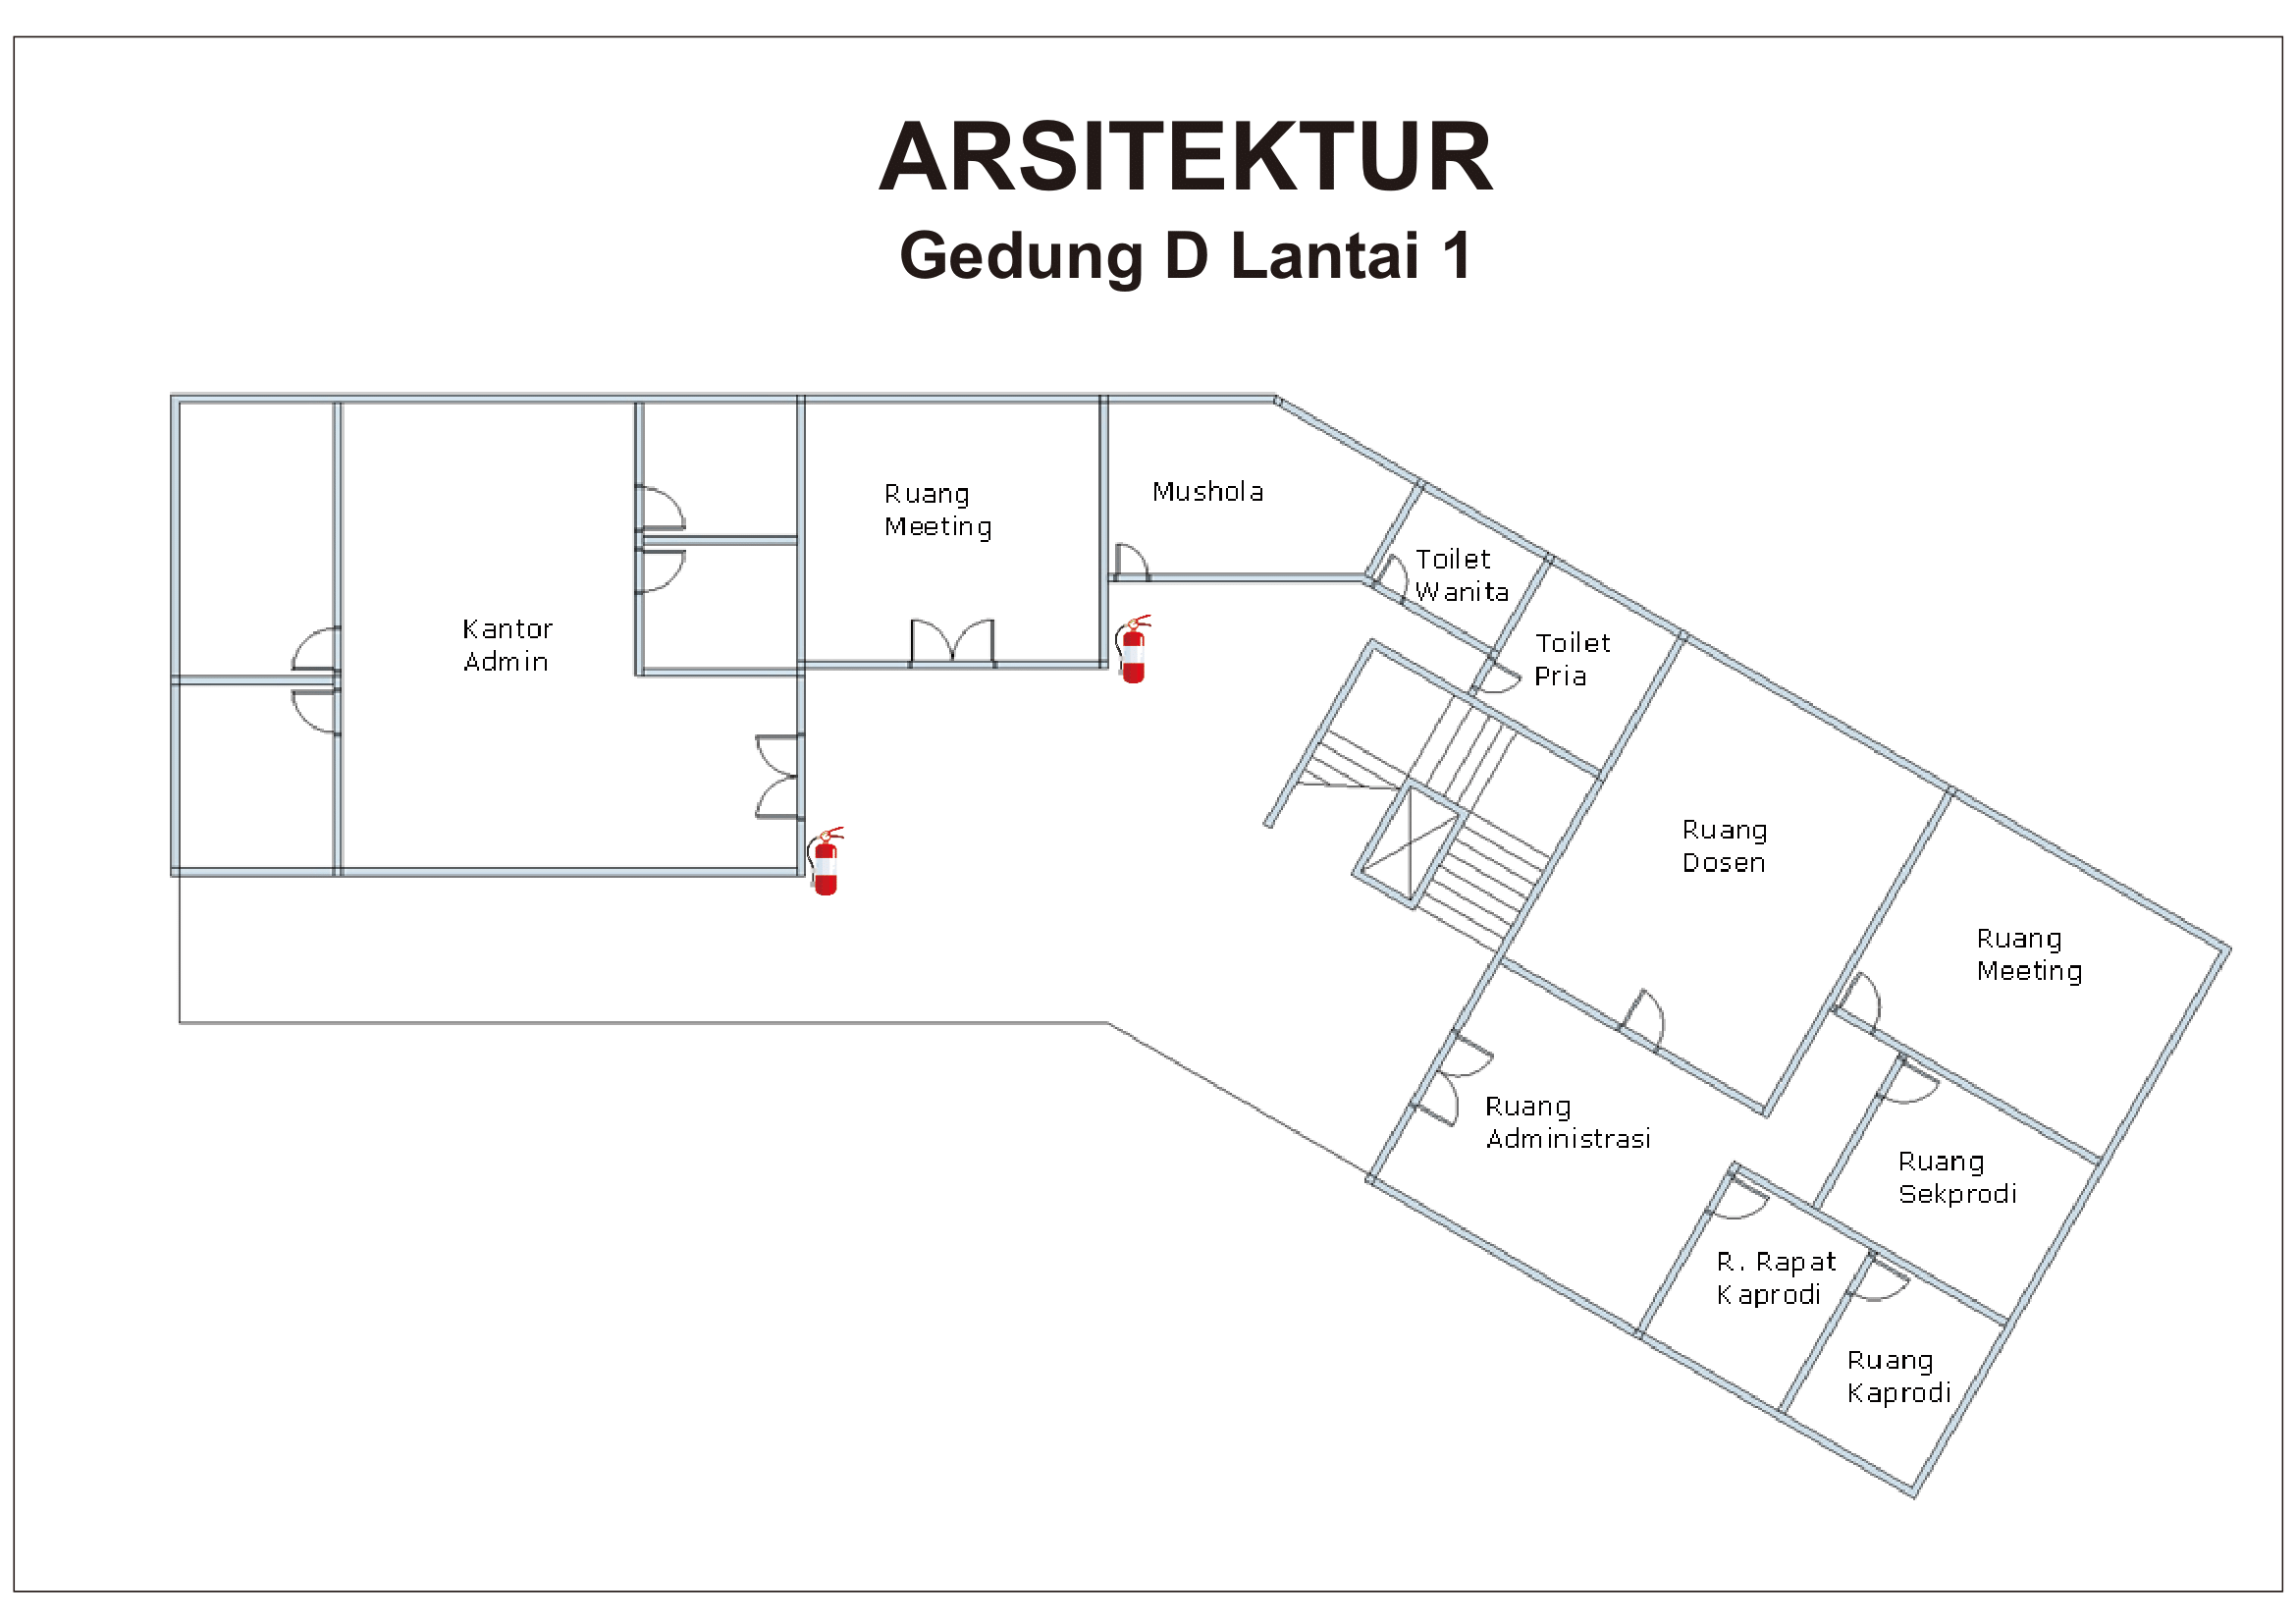 ARSITEKTUR
Gedung D Lantai 1
Kantor
Admin
Ruang
Meeting
Mushola
Toilet
Wanita
Toilet
Pria
Ruang
Dosen
Ruang
Meeting
Ruang
Administrasi
Ruang
Sekprodi
R. Rapat
Kaprodi
Ruang
Kaprodi